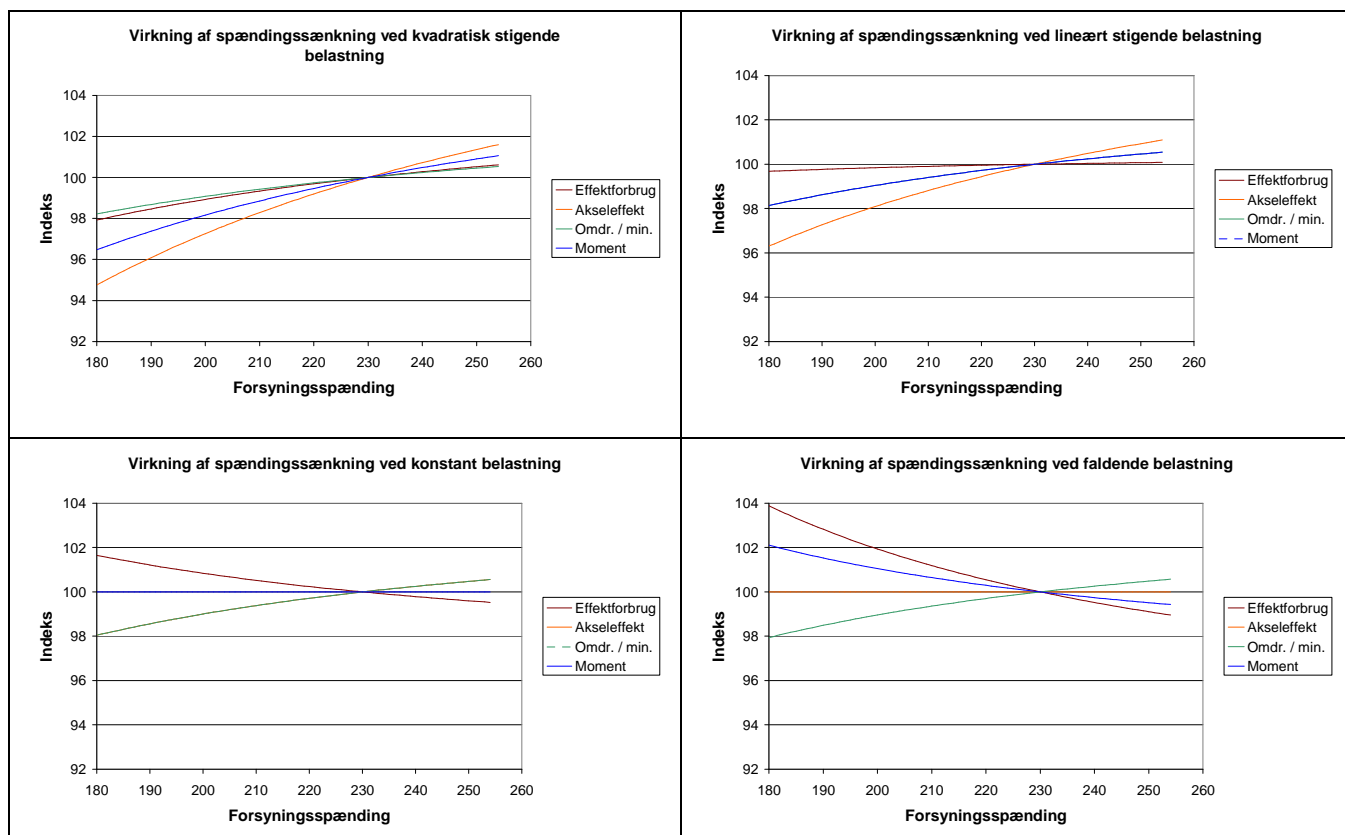 Virkning af spændingssænkning ved kvadratisk stigende
belastning
104
102
100
98
96
94
92
Indeks
180 190 200 210 220 230 240 250 260
Forsyningsspænding
Effektforbrug
Akseleffekt
Omdr. / min.
Moment
Virkning af spændingssænkning ved lineært stigende belastning
104
102
100
98
96
94
92
Indeks
180 190 200 210 220 230 240 250 260
Forsyningsspænding
Effektforbrug
Akseleffekt
Omdr. / min.
Moment
Virkning af spændingssænkning ved konstant belastning
104
102
100
98
96
94
92
Indeks
180 190 200 210 220 230 240 250 260
Forsyningsspænding
Effektforbrug
Akseleffekt
Omdr. / min.
Moment
Virkning af spændingssænkning ved faldende belastning
104
102
100
98
96
94
92
Indeks
180 190 200 210 220 230 240 250 260
Forsyningsspænding
Effektforbrug
Akseleffekt
Omdr. / min.
Moment